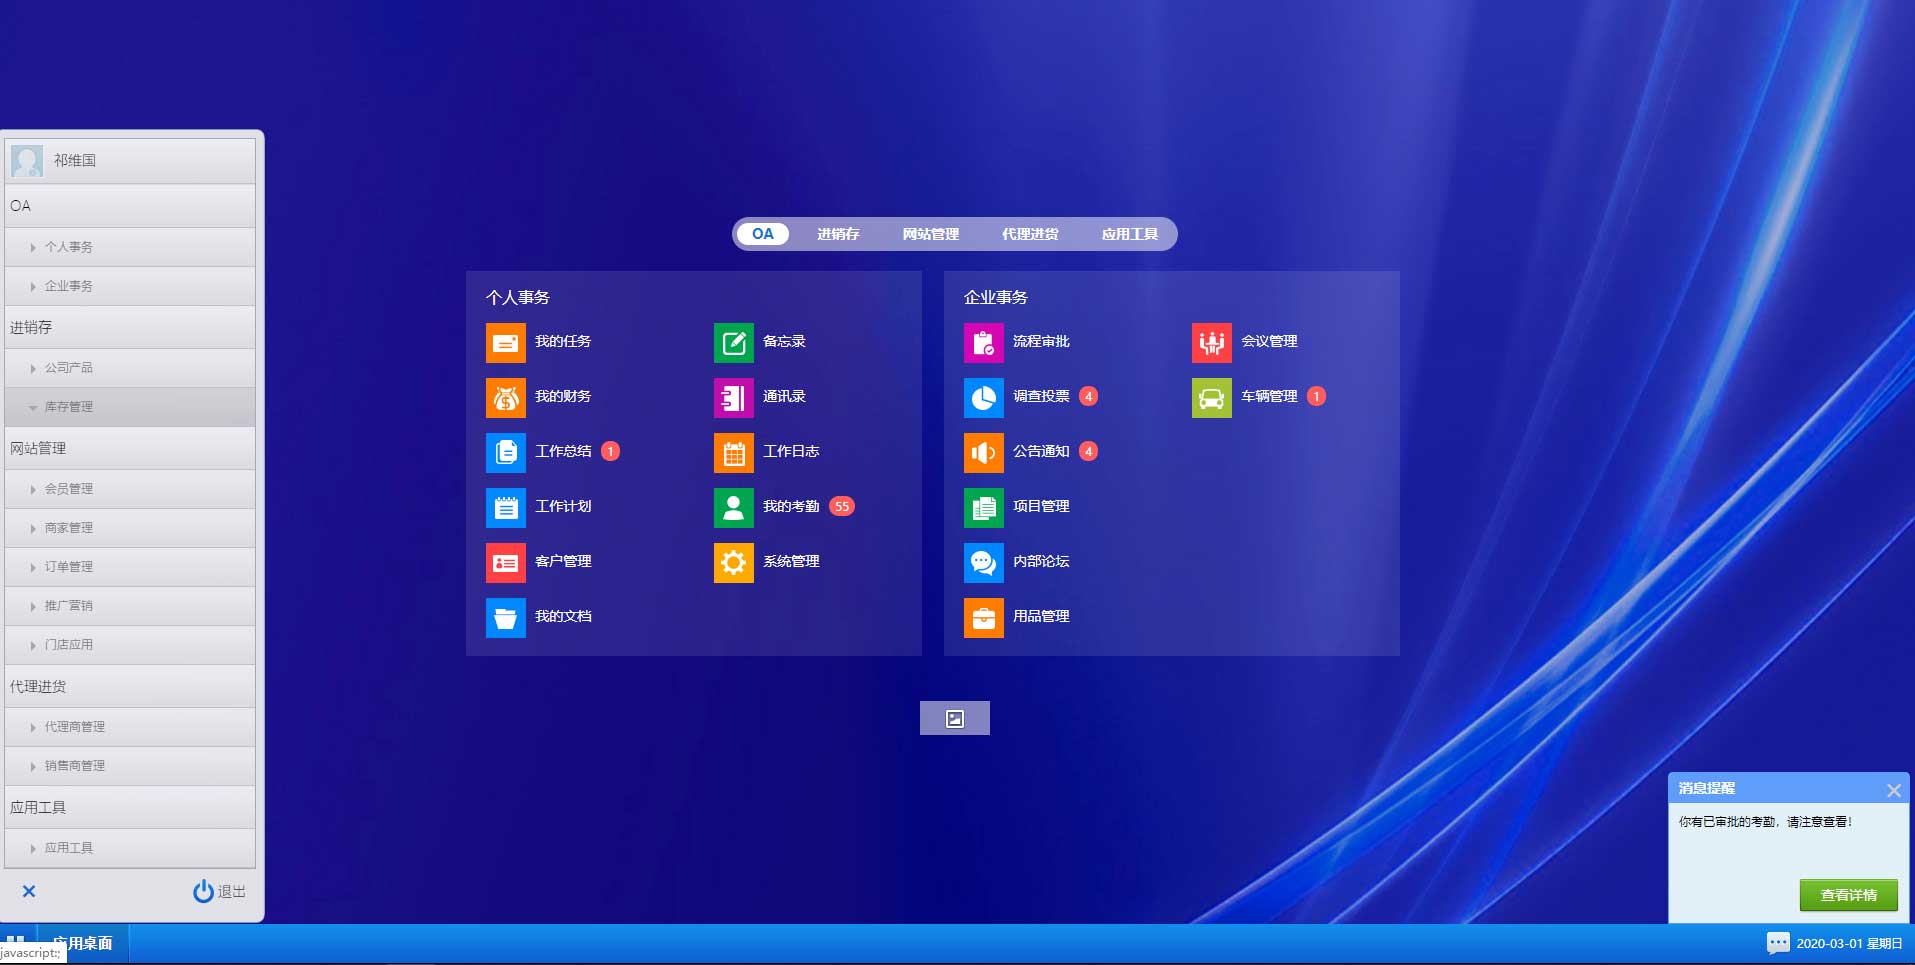 祁维国
OA
个人事务
企业事务
进销存
公司产品
库存管理
网站管理
会员管理
商家管理
订单管理
推广营销
门店应用
代理进货
代理商管理
销售商管理
应用工具
应用工具
退出
OA 进销存 网站管理 代理进货 应用工具
个人事务
我的任务 备忘录
我的财务 通讯录
工作总结 1 工作日志
工作计划 我的考勤 55
客户管理 系统管理
我的文档
企业事务
流程审批 会议管理
调查投票 4 车辆管理 1
公告通知 4
项目管理
内部论坛
用品管理
消息提醒
你有已审批的考勤，请注意查看！
查看详情
应用桌面
javascript:;
2020-03-01 星期日